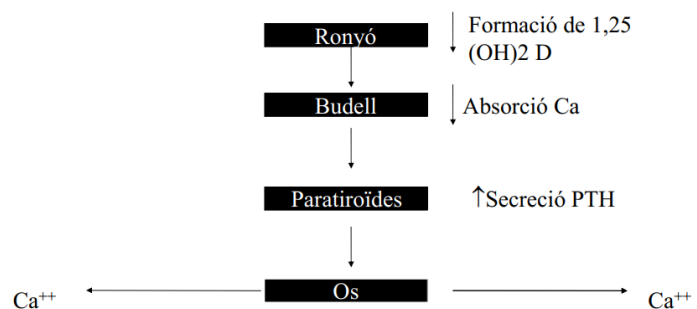 Ronyó
Formació de 1,25
(OH)2 D
Budell
Absorció Ca
Paratiroïdes
↑Secreció PTH
Os
Ca++
Ca++